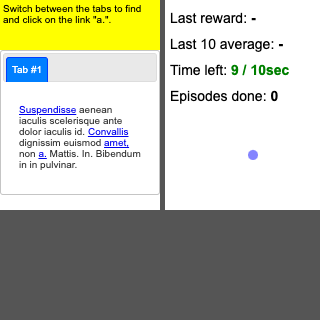 Switch between the tabs to find
and click on the link "a.".
Tab #1
Suspendisse aenean
iaculis scelerisque ante
dolor iaculis id. Convallis
dignissim euismod amet,
non a. Mattis. In. Bibendum
in in pulvinar.
Last reward: -
Last 10 average: -
Time left: 9 / 10sec
Episodes done: 0